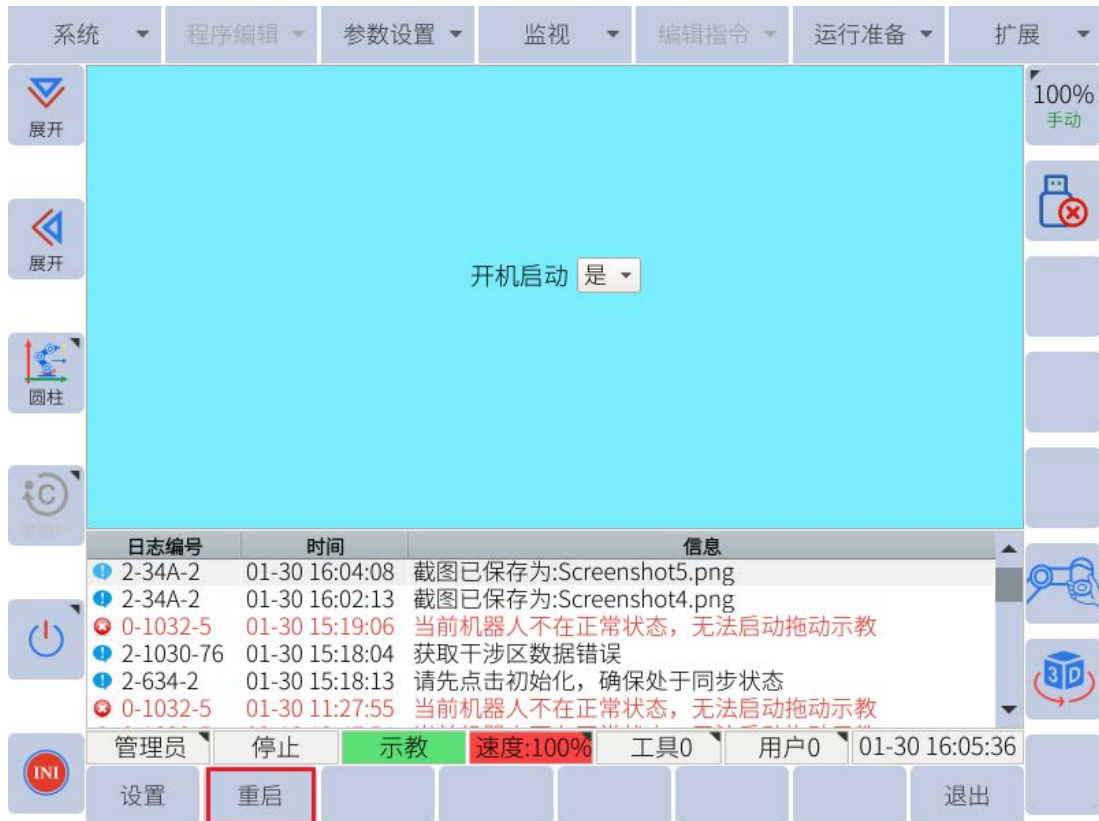 系统
程序编辑
参数设置
监视
编辑指令
运行准备
扩展
展开
展开
圆柱
100%
手动
开机启动 是
日志编号 时间 信息
2-34A-2 01-30 16:04:08 截图已保存为:Screenshot5.png
2-34A-2 01-30 16:02:13 截图已保存为:Screenshot4.png
0-1032-5 01-30 15:19:06 当前机器人不在正常状态，无法启动拖动示教
2-1030-76 01-30 15:18:04 获取干涉区数据错误
2-634-2 01-30 15:18:13 请先点击初始化，确保处于同步状态
0-1032-5 01-30 11:27:55 当前机器人不在正常状态，无法启动拖动示教
管理员 停止 示教 速度:100% 工具0 用户0 01-30 16:05:36
INI
设置 重启 退出
C
3D